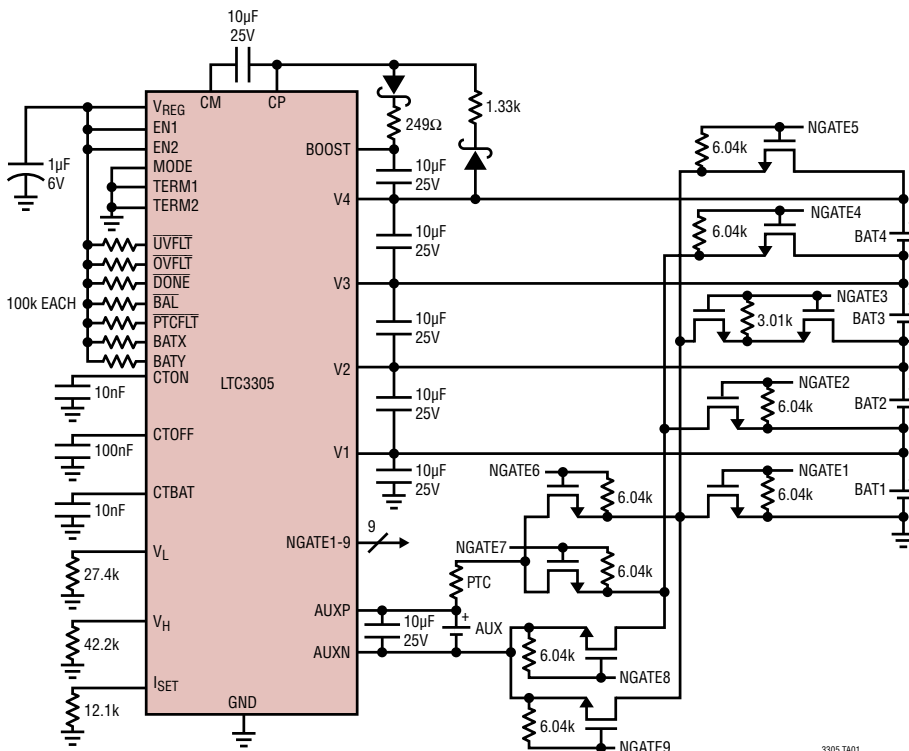 10µF
25V
CM
CP
1.33k
249Ω
VREG
EN1
EN2
MODE
TERM1
TERM2
1µF
6V
BOOST
10µF
25V
V4
UVFLT
OVFLT
DONE
BAL
PTCFLT
BATX
BATY
100k EACH
CTON
10nF
CTOFF
100nF
CTBAT
10nF
VL
27.4k
VH
42.2k
ISET
12.1k
LTC3305
GND
10µF
25V
V3
10µF
25V
V2
10µF
25V
V1
10µF
25V
NGATE1-9
9
AUXP
AUXN
10µF
25V
PTC
+
AUX
NGATE5
6.04k
NGATE4
6.04k
BAT4
NGATE3
3.01k
BAT3
NGATE2
6.04k
BAT2
NGATE6
6.04k
NGATE1
6.04k
BAT1
NGATE7
6.04k
6.04k
NGATE8
6.04k
NGATE9
3305 TA01